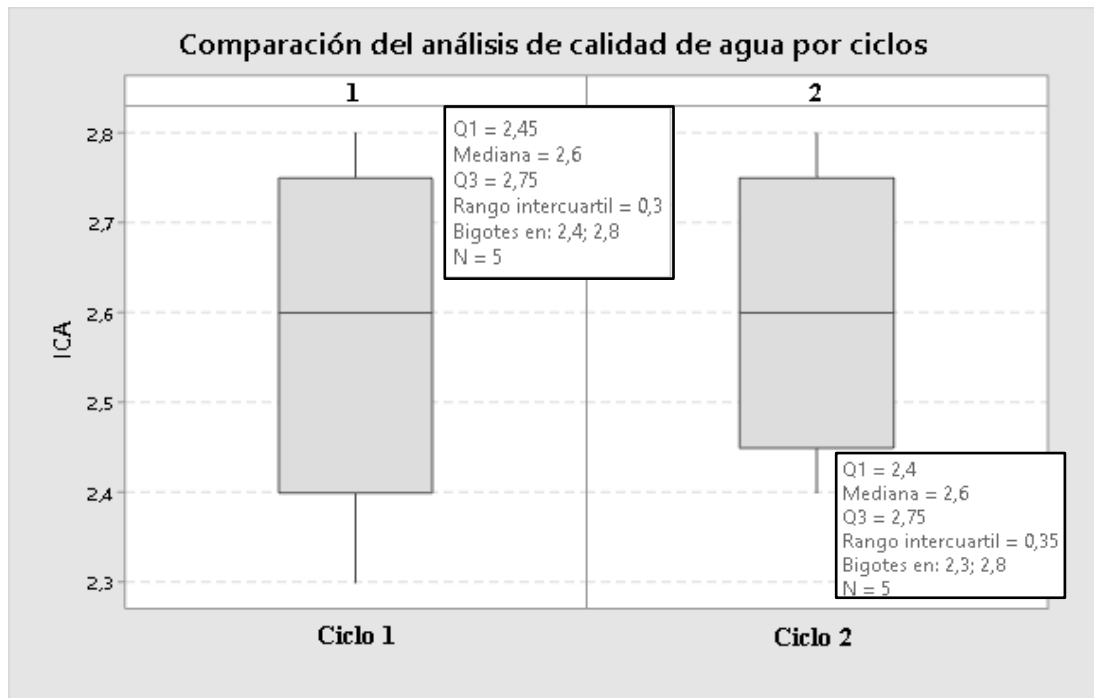 Comparación del análisis de calidad de agua por ciclos
1
2
Q1 = 2,45
Mediana = 2,6
Q3 = 2,75
Rango intercuartil = 0,3
Bigotes en: 2,4; 2,8
N = 5
2,8
2,7
2,6
2,5
2,4
2,3
ICA
Q1 = 2,4
Mediana = 2,6
Q3 = 2,75
Rango intercuartil = 0,35
Bigotes en: 2,3; 2,8
N = 5
Ciclo 1
Ciclo 2